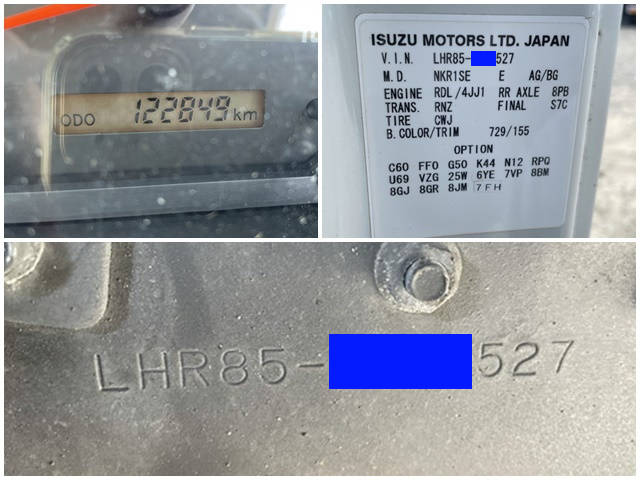 ODO 122849 km
ISUZU MOTORS LTD. JAPAN
V.I.N. LHR85- 527
M.D. NKR1SE E AG/BG
ENGINE RDL/4JJ1 RR AXLE 8PB
TRANS. RNZ FINAL S7C
TIRE CWJ
B.COLOR/TRIM 729/155
OPTION
C60 FF0 G50 K44 N12 RPQ
U69 VZG 25W 6YE 7VP 8BM
8GJ 8GR 8JM 7FH
LHR85- 527